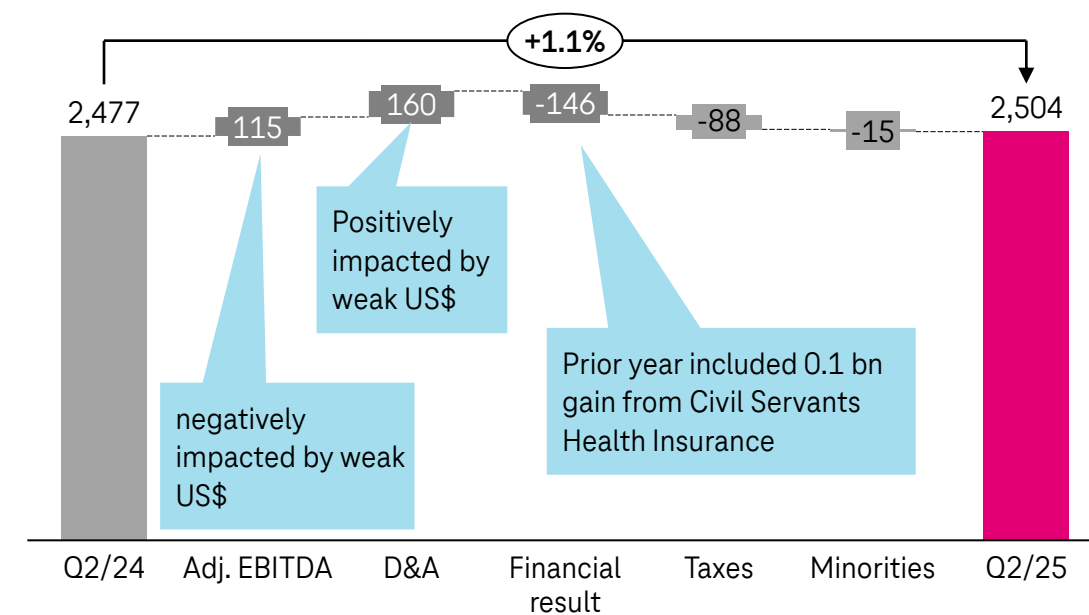 +1.1%
2,477
115
160
-146
-88
-15
2,504
Positively
impacted by
weak US$
Prior year included 0.1 bn
gain from Civil Servants
Health Insurance
negatively
impacted by weak
US$
Q2/24
Adj. EBITDA
D&A
Financial
result
Taxes
Minorities
Q2/25